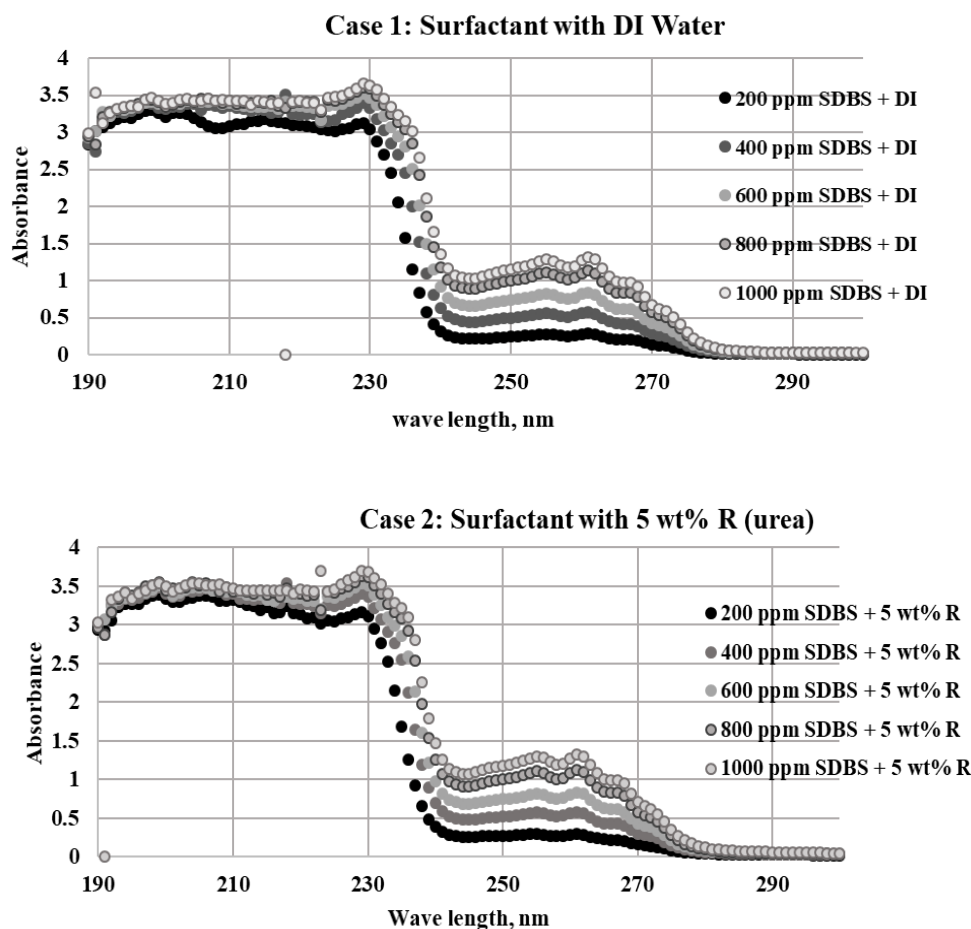 Case 1: Surfactant with DI Water
4
3.5
3
2.5
2
1.5
1
0.5
0
Absorbance
190
210
230
250
270
290
wave length, nm
200 ppm SDBS + DI
400 ppm SDBS + DI
600 ppm SDBS + DI
800 ppm SDBS + DI
1000 ppm SDBS + DI
Case 2: Surfactant with 5 wt% R (urea)
4
3.5
3
2.5
2
1.5
1
0.5
0
Absorbance
190
210
230
250
270
290
Wave length, nm
200 ppm SDBS + 5 wt% R
400 ppm SDBS + 5 wt% R
600 ppm SDBS + 5 wt% R
800 ppm SDBS + 5 wt% R
1000 ppm SDBS + 5 wt% R